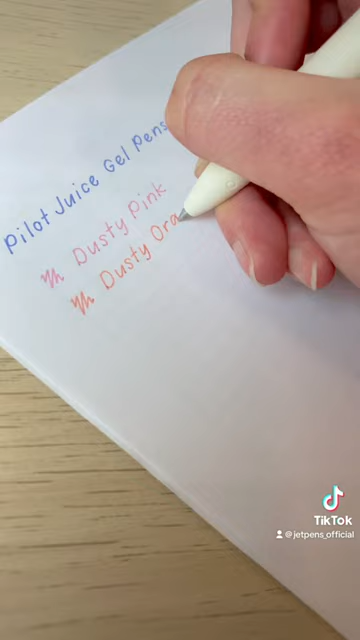 Pilot Juice Gel Pens
Dusty Pink
Dusty Ora
TikTok
@jetpens_official